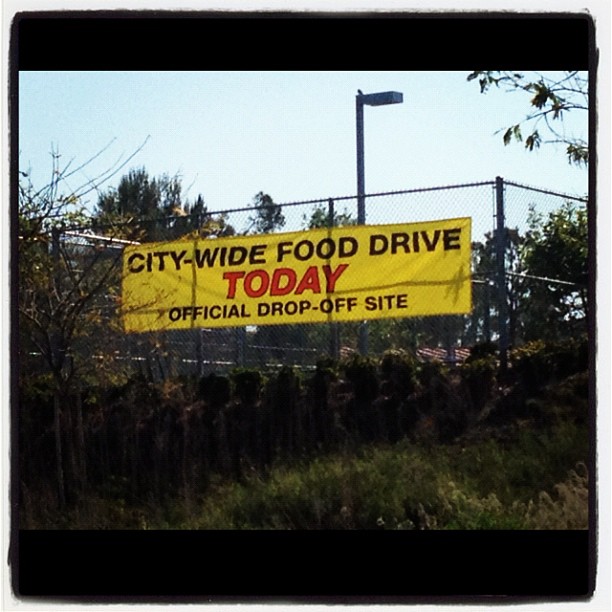 CITY-WIDE FOOD DRIVE
TODAY
OFFICIAL DROP-OFF SITE